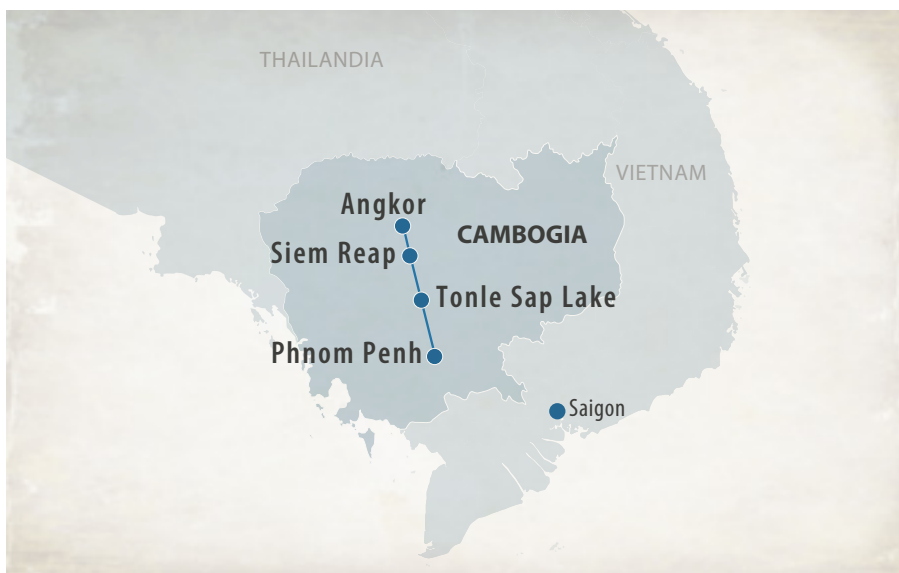 THAILANDIA
VIETNAM
Angkor
CAMBOGIA
Siem Reap
Tonle Sap Lake
Phnom Penh
Saigon